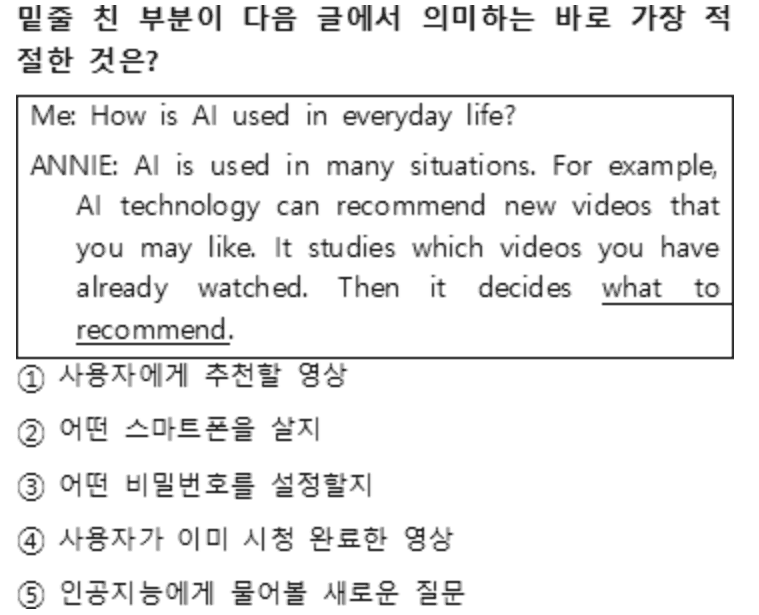 밑줄 친 부분이 다음 글에서 의미하는 바로 가장 적
절한 것은?
Me: How is AI used in everyday life?
ANNIE: AI is used in many situations. For example,
AI technology can recommend new videos that
you may like. It studies which videos you have
already watched. Then it decides what to
recommend.
① 사용자에게 추천할 영상
② 어떤 스마트폰을 살지
③ 어떤 비밀번호를 설정할지
④ 사용자가 이미 시청 완료한 영상
⑤ 인공지능에게 물어볼 새로운 질문